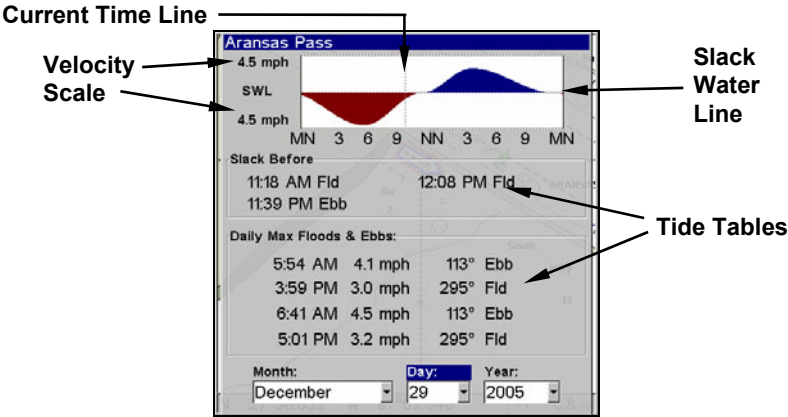 Current Time Line
Aransas Pass
Velocity Scale
4.5 mph
SWL
4.5 mph
Slack Water Line
MN 3 6 9 NN 3 6 9 MN
Slack Before
11:18 AM Fld 12:08 PM Fld
11:39 PM Ebb
Tide Tables
Daily Max Floods & Ebbs:
5:54 AM 4.1 mph 113° Ebb
3:59 PM 3.0 mph 295° Fld
6:41 AM 4.5 mph 113° Ebb
5:01 PM 3.2 mph 295° Fld
Month: Day: Year:
December 29 2005